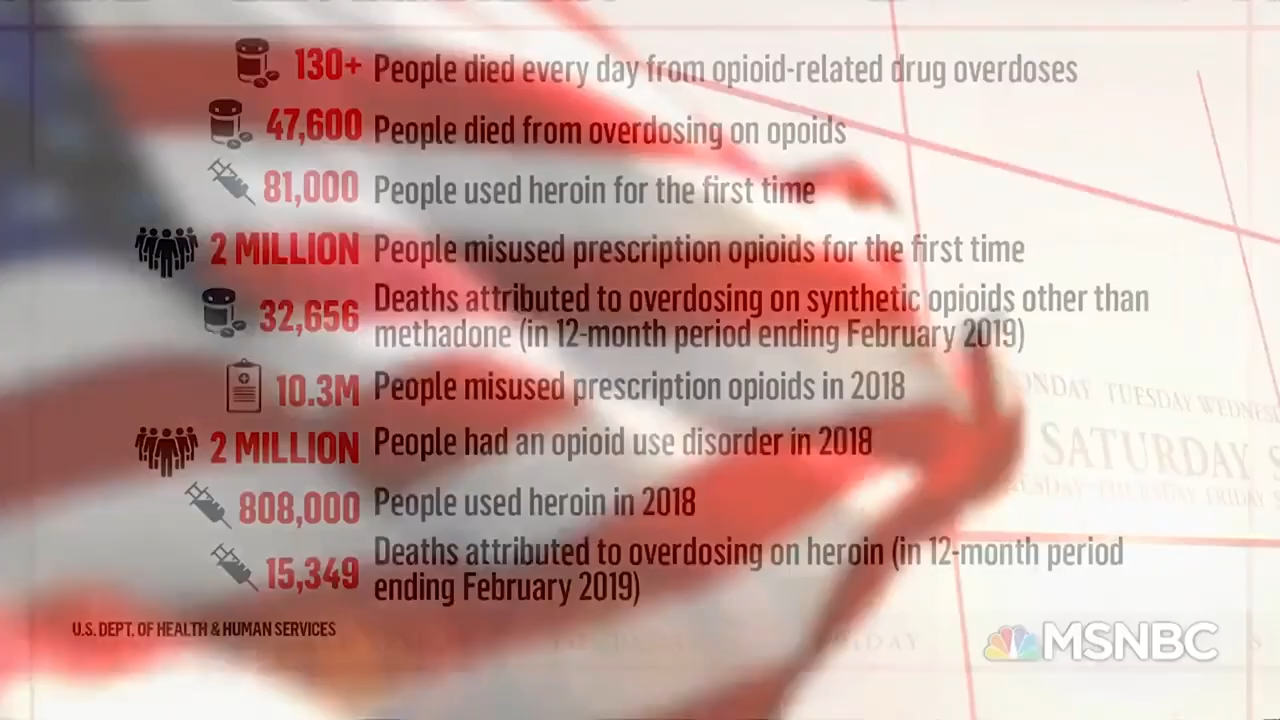 130+ People died every day from opioid-related drug overdoses
47,600 People died from overdosing on opoids
81,000 People used heroin for the first time
2 MILLION People misused prescription opioids for the first time
32,656 Deaths attributed to overdosing on synthetic opioids other than
methadone (in 12-month period ending February 2019)
10.3M People misused prescription opioids in 2018
2 MILLION People had an opioid use disorder in 2018
808,000 People used heroin in 2018
15,349 Deaths attributed to overdosing on heroin (in 12-month period
ending February 2019)
U.S. DEPT. OF HEALTH & HUMAN SERVICES
MSNBC
TUESDAY
SATURDAY